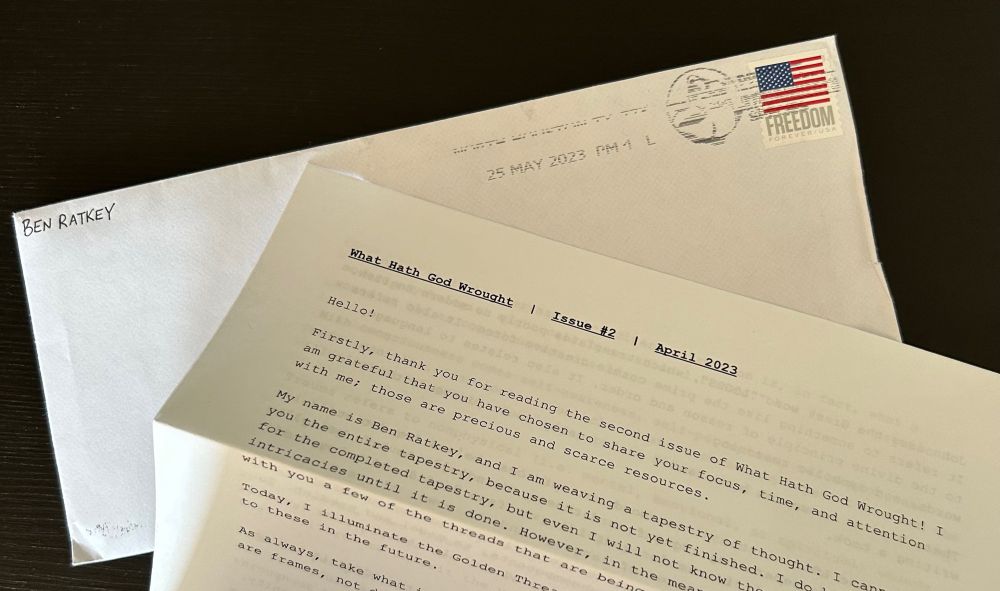 BEN RATKEY
25 MAY 2023 PM 4 L
FREEDOM
FOREVER/USA
What Hath God Wrought | Issue #2 | April 2023
Hello!
Firstly, thank you for reading the second issue of What Hath God Wrought! I
am grateful that you have chosen to share your focus, time, and attention
with me; those are precious and scarce resources.
My name is Ben Ratkey, and I am weaving a tapestry of thought. I
you the entire tapestry, because it is not yet finished. I do
for the completed tapestry, but even I will not know the
intricacies until it is done. However, in the
with you a few of the threads that are being
Today, I illuminate the Golden
to these in the future.
As always, take what
are frames, not